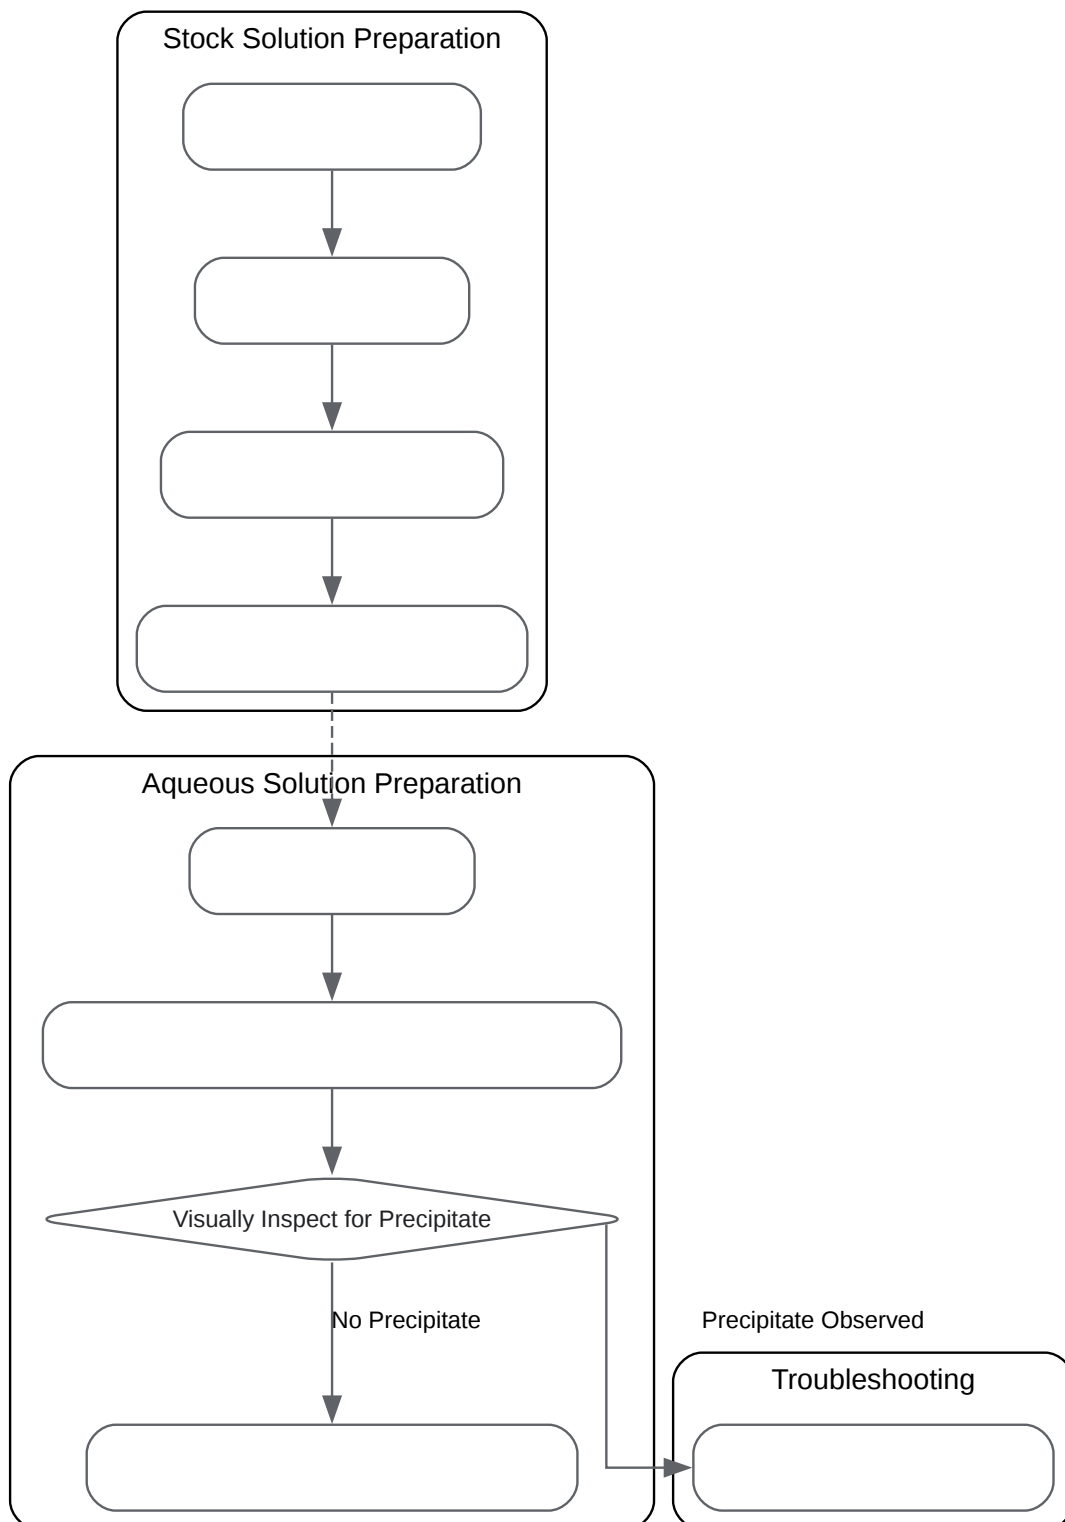 Stock Solution Preparation
Aqueous Solution Preparation
Visually Inspect for Precipitate
No Precipitate
Precipitate Observed
Troubleshooting